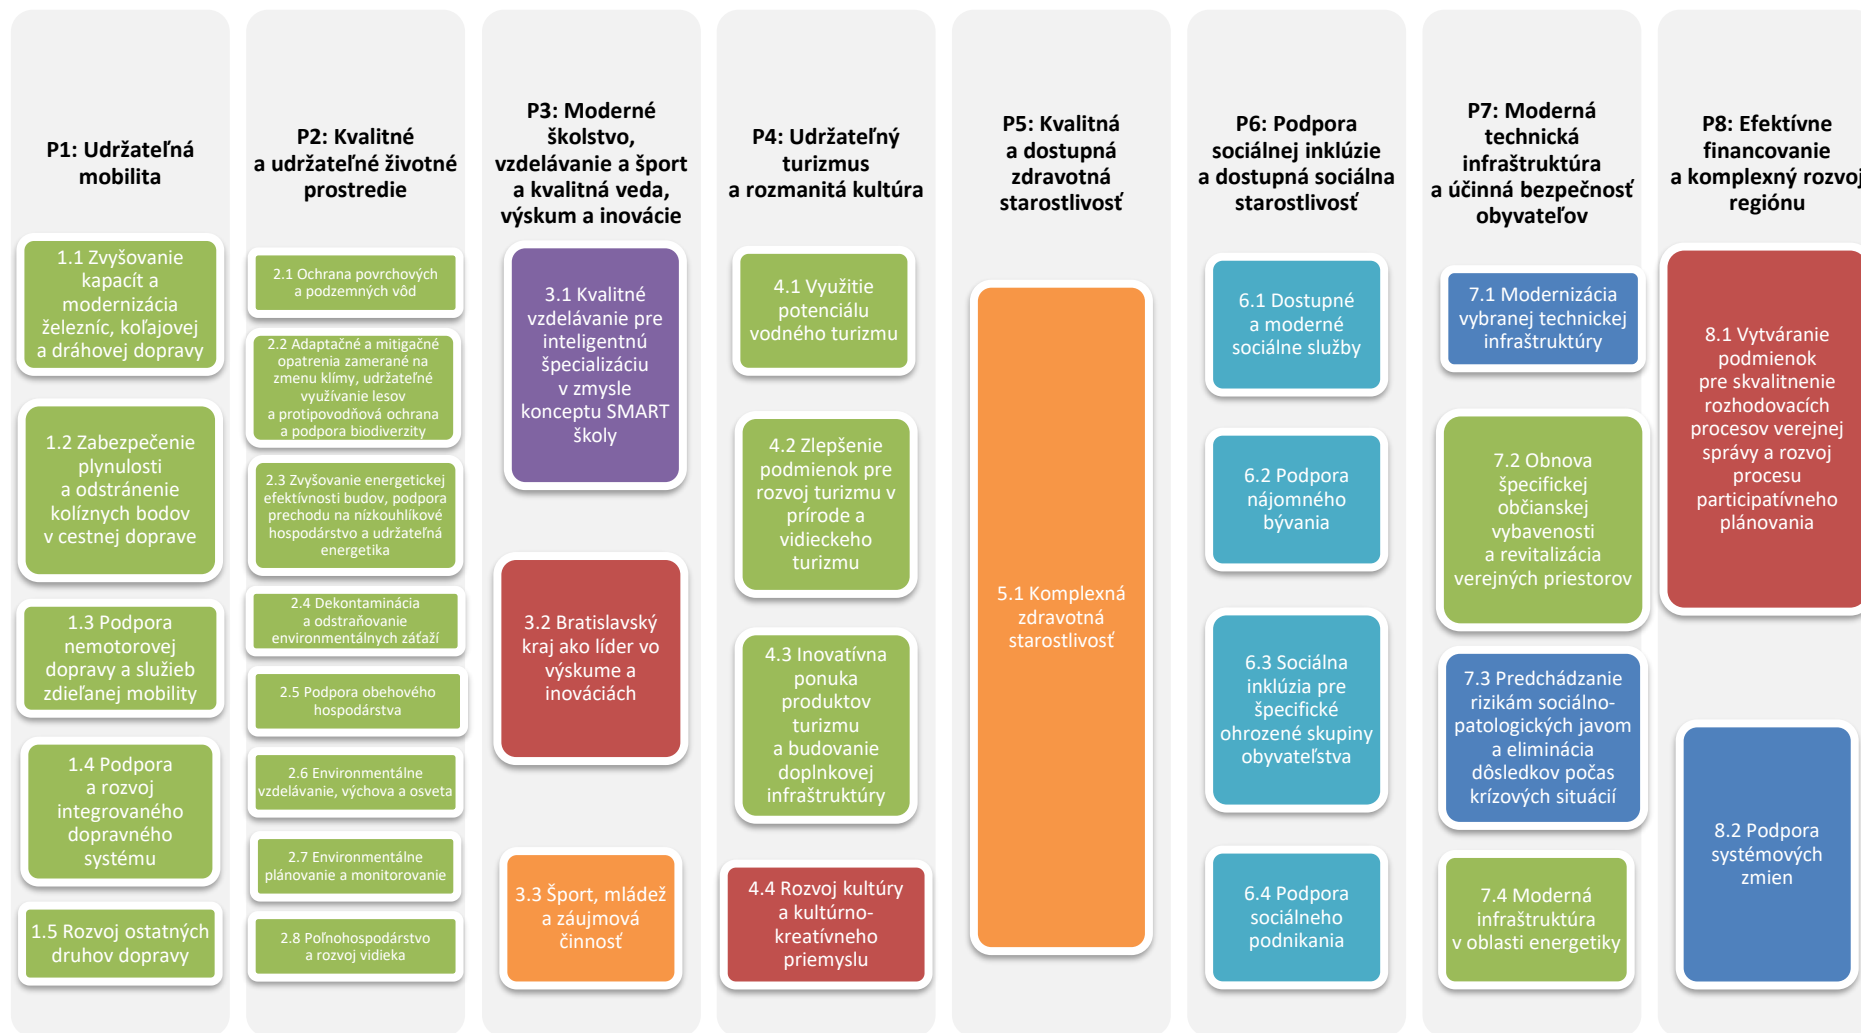 P1: Udržateľná
mobilita
1.1 Zvyšovanie
kapacít a
modernizácia
železníc, koľajovej
a dráhovej dopravy
1.2 Zabezpečenie
plynulosti
a odstránenie
kolíznych bodov
v cestnej doprave
1.3 Podpora
nemotorovej
dopravy a služieb
zdieľanej mobility
1.4 Podpora
a rozvoj
integrovaného
dopravného
systému
1.5 Rozvoj ostatných
druhov dopravy
P2: Kvalitné
a udržateľné životné
prostredie
2.1 Ochrana povrchových
a podzemných vôd
2.2 Adaptačné a mitigačné
opatrenia zamerané na
zmenu klímy, udržateľné
využívanie lesov
a protipovodňová ochrana
a podpora biodiverzity
2.3 Zvyšovanie energetickej
efektívnosti budov, podpora
prechodu na nízkouhlíkové
hospodárstvo a udržateľná
energetika
2.4 Dekontaminácia
a odstraňovanie
environmentálnych záťaží
2.5 Podpora obehového
hospodárstva
2.6 Environmentálne
vzdelávanie, výchova a osveta
2.7 Environmentálne
plánovanie a monitorovanie
2.8 Poľnohospodárstvo
a rozvoj vidieka
P3: Moderné
školstvo,
vzdelávanie a šport
a kvalitná veda,
výskum a inovácie
3.1 Kvalitné
vzdelávanie pre
inteligentnú
špecializáciu
v zmysle
konceptu SMART
školy
3.2 Bratislavský
kraj ako líder vo
výskume a
inováciách
3.3 Šport, mládež
a záujmová
činnosť
P4: Udržateľný
turizmus
a rozmanitá kultúra
4.1 Využitie
potenciálu
vodného turizmu
4.2 Zlepšenie
podmienok pre
rozvoj turizmu v
prírode a
vidieckeho
turizmu
4.3 Inovatívna
ponuka
produktov
turizmu
a budovanie
doplnkovej
infraštruktúry
4.4 Rozvoj kultúry
a kultúrno-
kreatívneho
priemyslu
P5: Kvalitná
a dostupná
zdravotná
starostlivosť
5.1 Komplexná
zdravotná
starostlivosť
P6: Podpora
sociálnej inklúzie
a dostupná sociálna
starostlivosť
6.1 Dostupné
a moderné
sociálne služby
6.2 Podpora
nájomného
bývania
6.3 Sociálna
inklúzia pre
špecifické
ohrozené skupiny
obyvateľstva
6.4 Podpora
sociálneho
podnikania
P7: Moderná
technická
infraštruktúra
a účinná bezpečnosť
obyvateľov
7.1 Modernizácia
vybranej technickej
infraštruktúry
7.2 Obnova
špecifickej
občianskej
vybavenosti
a revitalizácia
verejných priestorov
7.3 Predchádzanie
rizikám sociálno-
patologických javom
a eliminácia
dôsledkov počas
krízových situácií
7.4 Moderná
infraštruktúra
v oblasti energetiky
P8: Efektívne
financovanie
a komplexný rozvoj
regiónu
8.1 Vytváranie
podmienok
pre skvalitnenie
rozhodovacích
procesov verejnej
správy a rozvoj
procesu
participatívneho
plánovania
8.2 Podpora
systémových
zmien